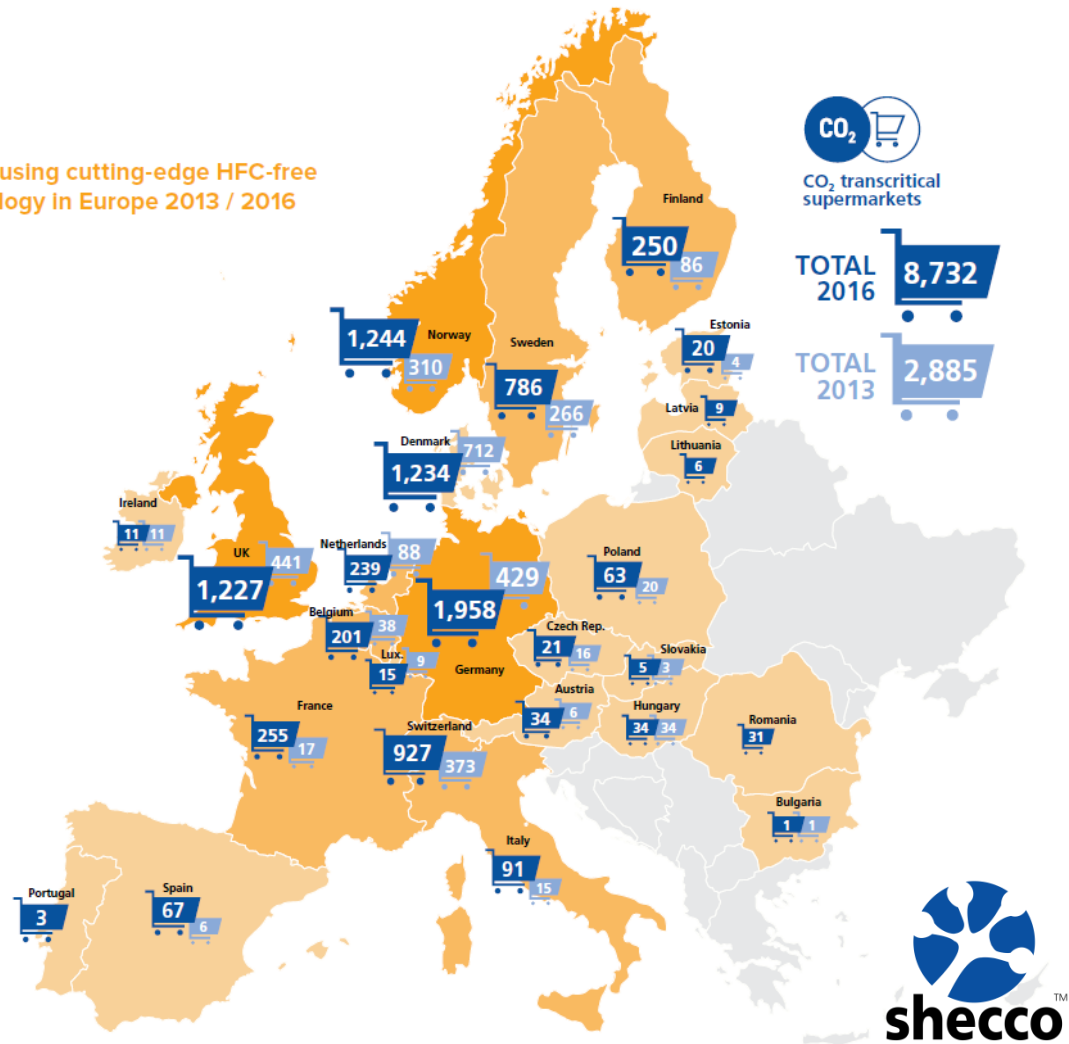 using cutting-edge HFC-free
logy in Europe 2013 / 2016
CO₂
CO₂ transcritical
supermarkets
TOTAL
2016
8,732
TOTAL
2013
2,885
Finland
250
86
Norway
1,244
310
Sweden
786
266
Estonia
20
4
Latvia
9
Lithuania
6
Denmark
712
1,234
Ireland
11
11
UK
441
1,227
Netherlands
88
239
429
1,958
Germany
Poland
63
20
Belgium
38
201
Lux.
9
15
Czech Rep.
21
16
Slovakia
5
3
Austria
6
34
Hungary
34
34
France
255
17
Switzerland
927
373
Romania
31
Bulgaria
1
1
Italy
91
15
Portugal
3
Spain
67
6
shecco
TM